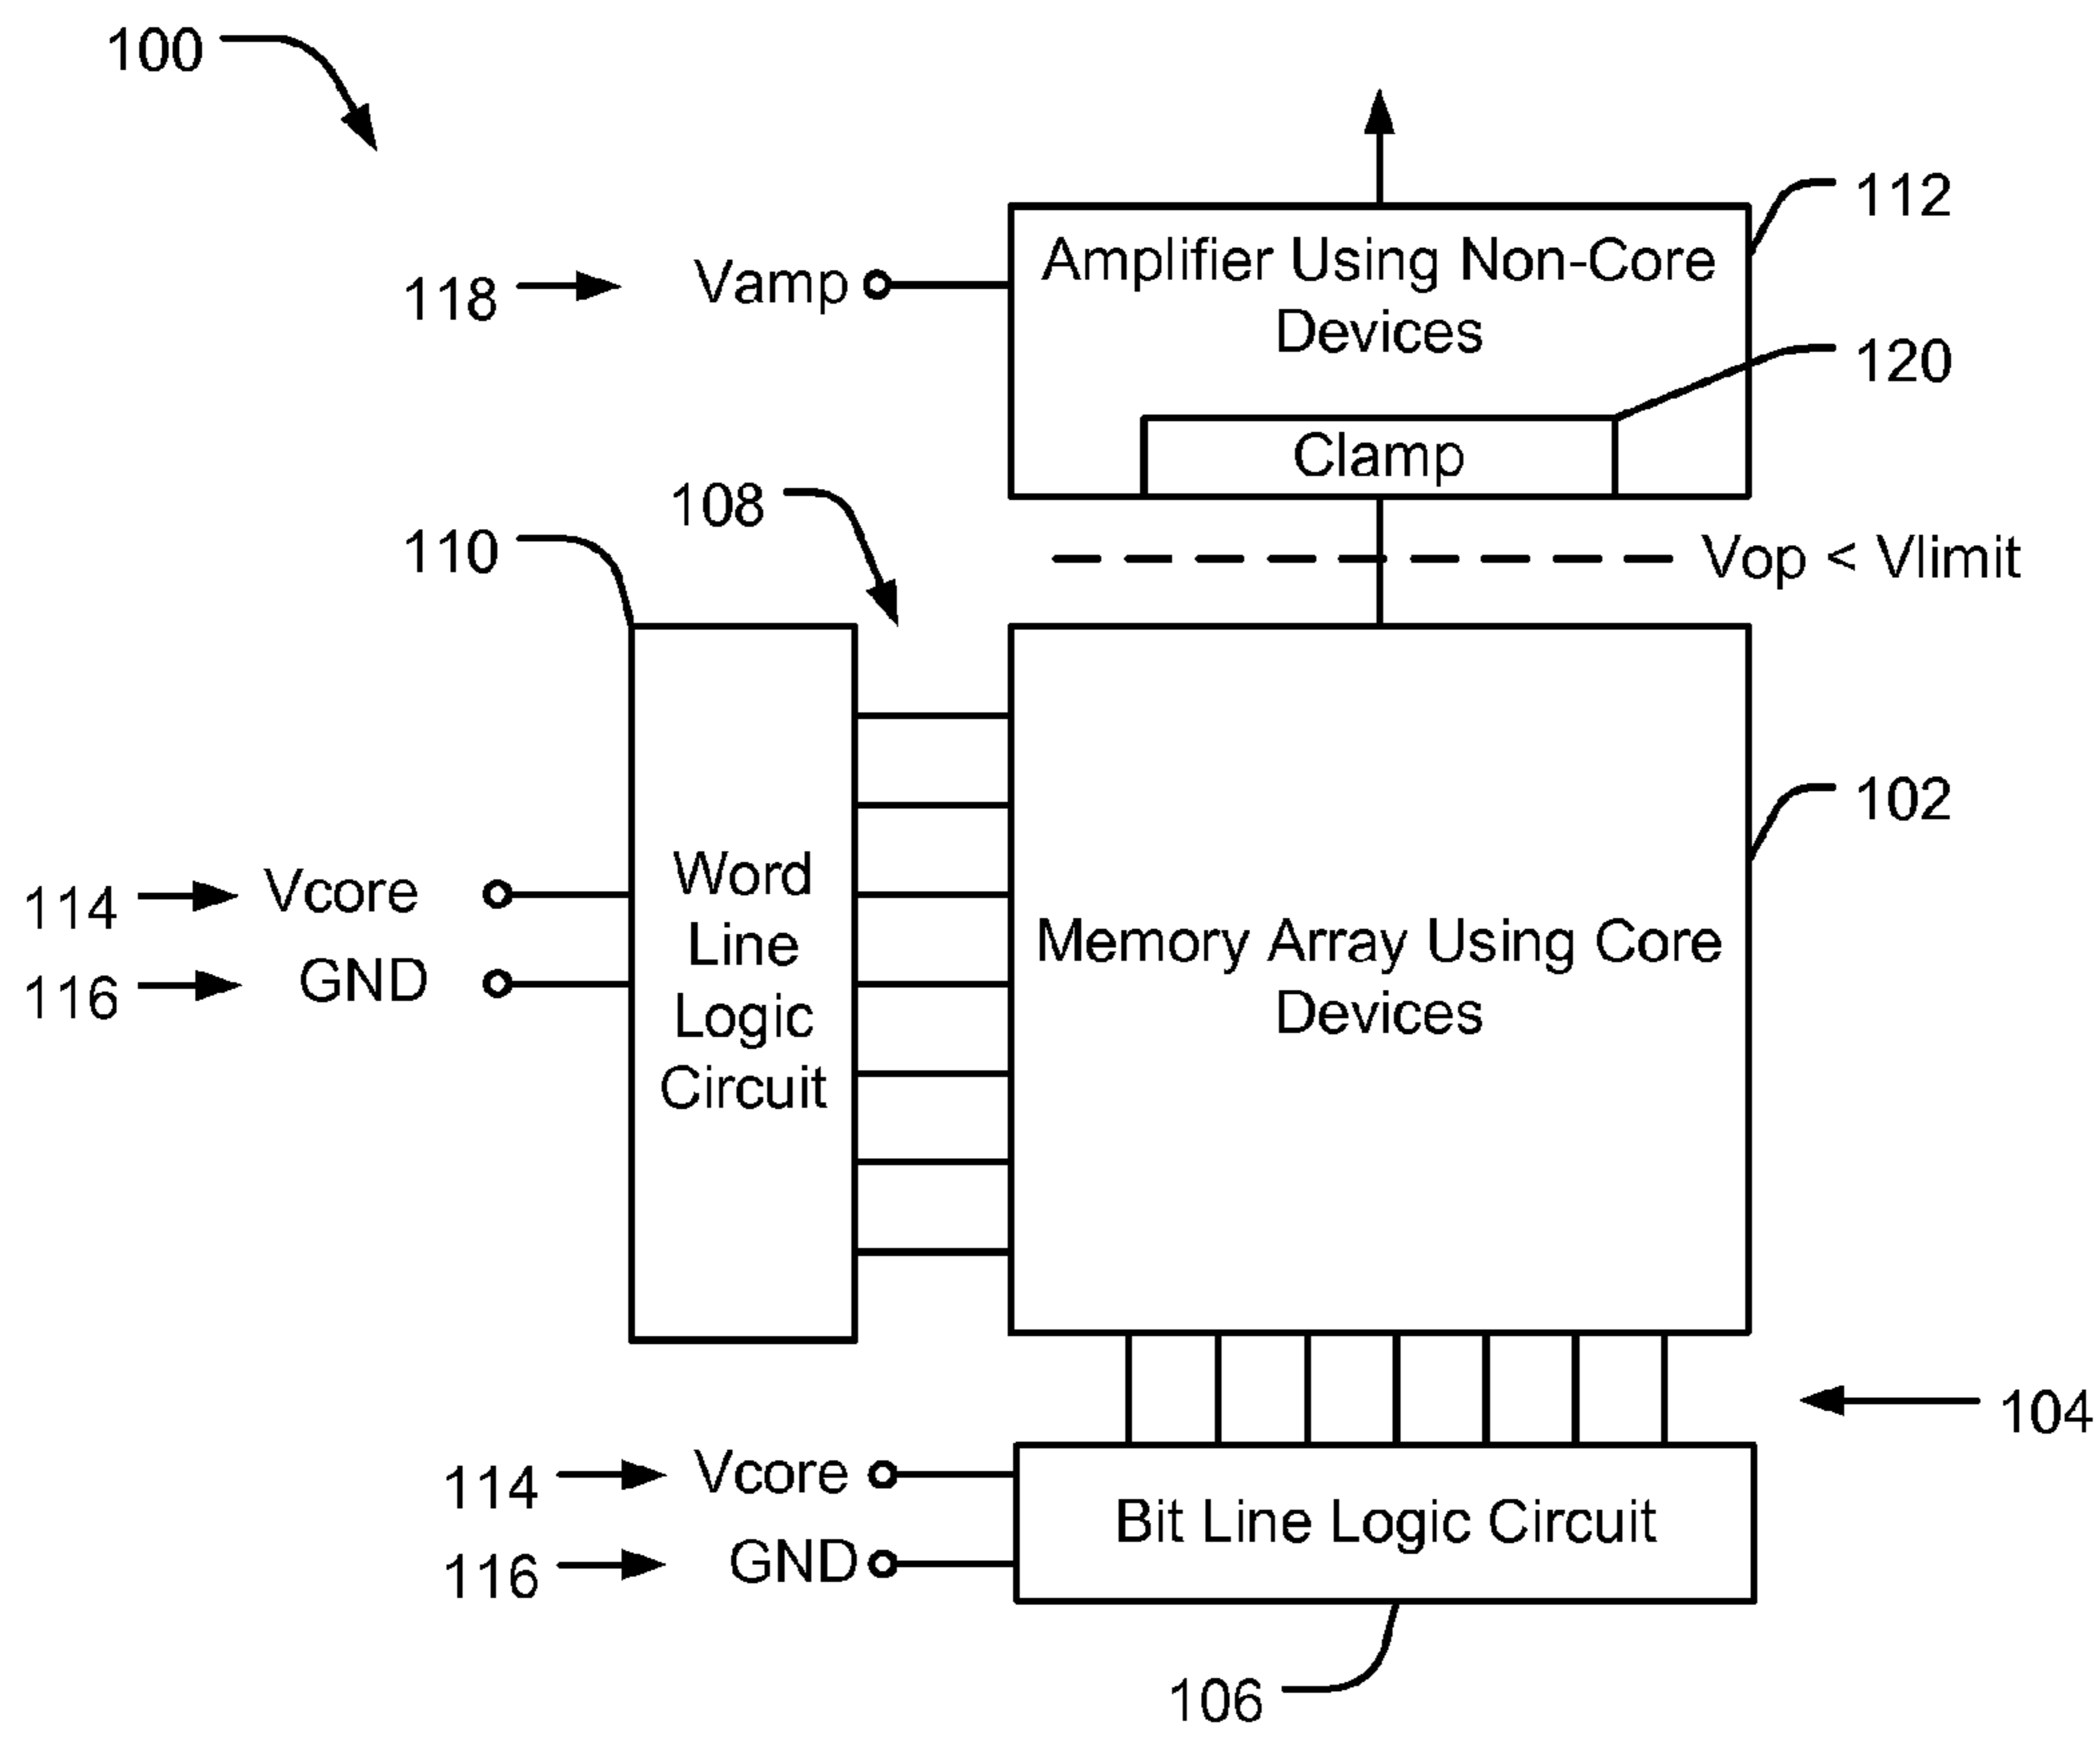 100
112
Amplifier Using Non-Core
Devices
118
Vamp
120
Clamp
108
110
Vop < Vlimit
102
Word
Line
Logic
Circuit
114
Vcore
116
GND
Memory Array Using Core
Devices
104
114
Vcore
116
GND
Bit Line Logic Circuit
106